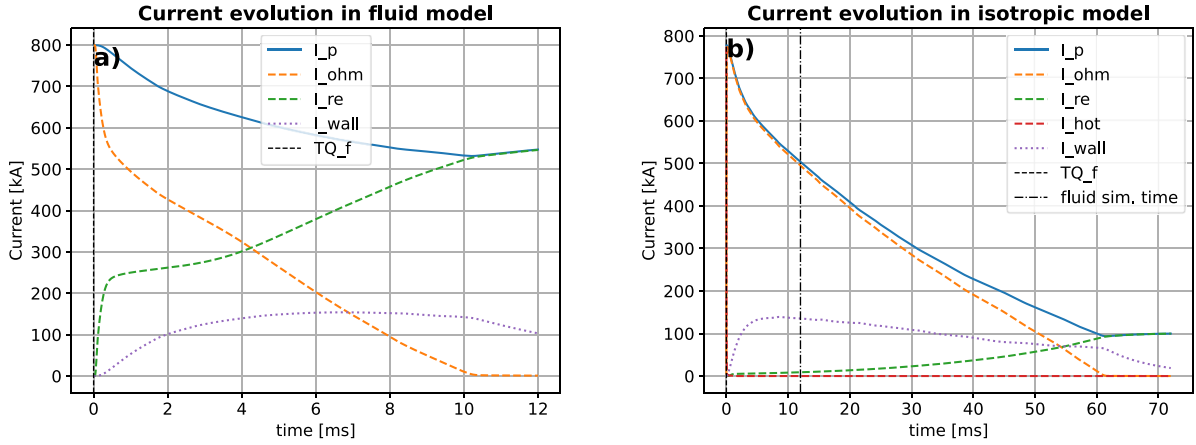 Current evolution in fluid model
a)
I_p
I_ohm
I_re
I_wall
TQ_f
Current [kA]
800
700
600
500
400
300
200
100
0
0 2 4 6 8 10 12
time [ms]
Current evolution in isotropic model
b)
I_p
I_ohm
I_re
I_hot
I_wall
TQ_f
fluid sim. time
Current [kA]
800
700
600
500
400
300
200
100
0
0 10 20 30 40 50 60 70
time [ms]